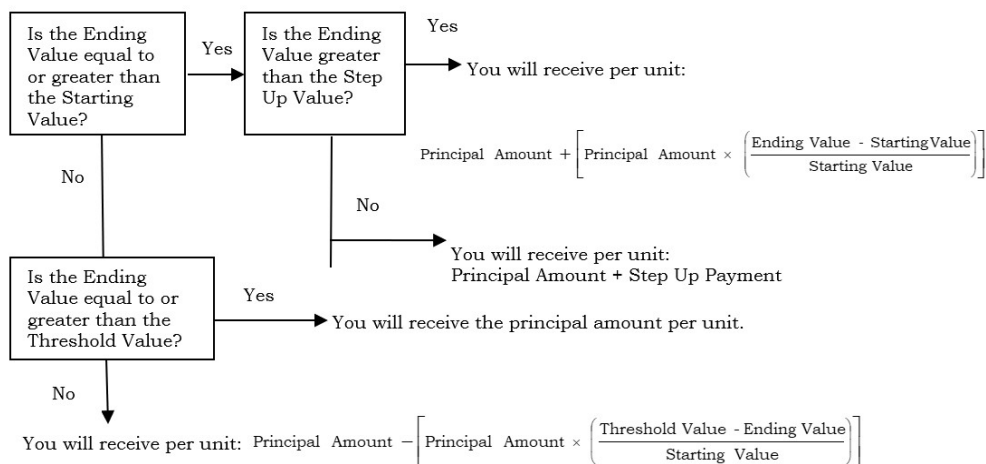 Is the Ending
Value equal to
or greater than
the Starting
Value?
Yes
Is the Ending
Value greater
than the Step
Up Value?
Yes
You will receive per unit:
Principal Amount + [Principal Amount × (Ending Value - StartingValue / Starting Value)]
No
No
You will receive per unit:
Principal Amount + Step Up Payment
Is the Ending
Value equal to or
greater than the
Threshold Value?
Yes
You will receive the principal amount per unit.
No
You will receive per unit: Principal Amount − [Principal Amount × (Threshold Value - Ending Value / Starting Value)]